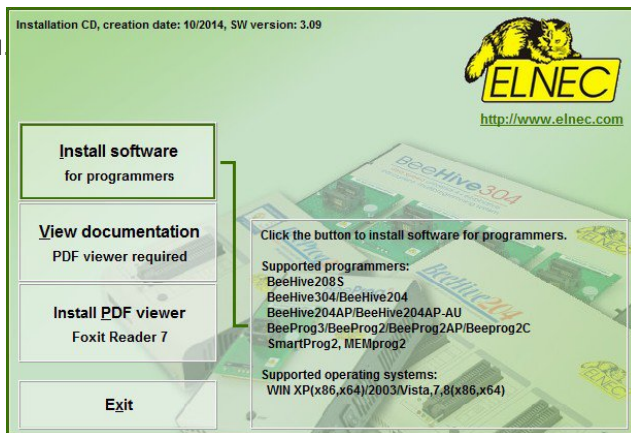 Installation CD, creation date: 10/2014, SW version: 3.09
ELNEC
http://www.elnec.com
Install software
for programmers
View documentation
PDF viewer required
Install PDF viewer
Foxit Reader 7
Exit
BeeHive304
BeeHive204
Click the button to install software for programmers.
Supported programmers:
BeeHive208S
BeeHive304/BeeHive204
BeeHive204AP/BeeHive204AP-AU
BeeProg3/BeeProg2/BeeProg2AP/Beeprog2C
SmartProg2, MEMprog2
Supported operating systems:
WIN XP(x86,x64)/2003/Vista,7,8(x86,x64)